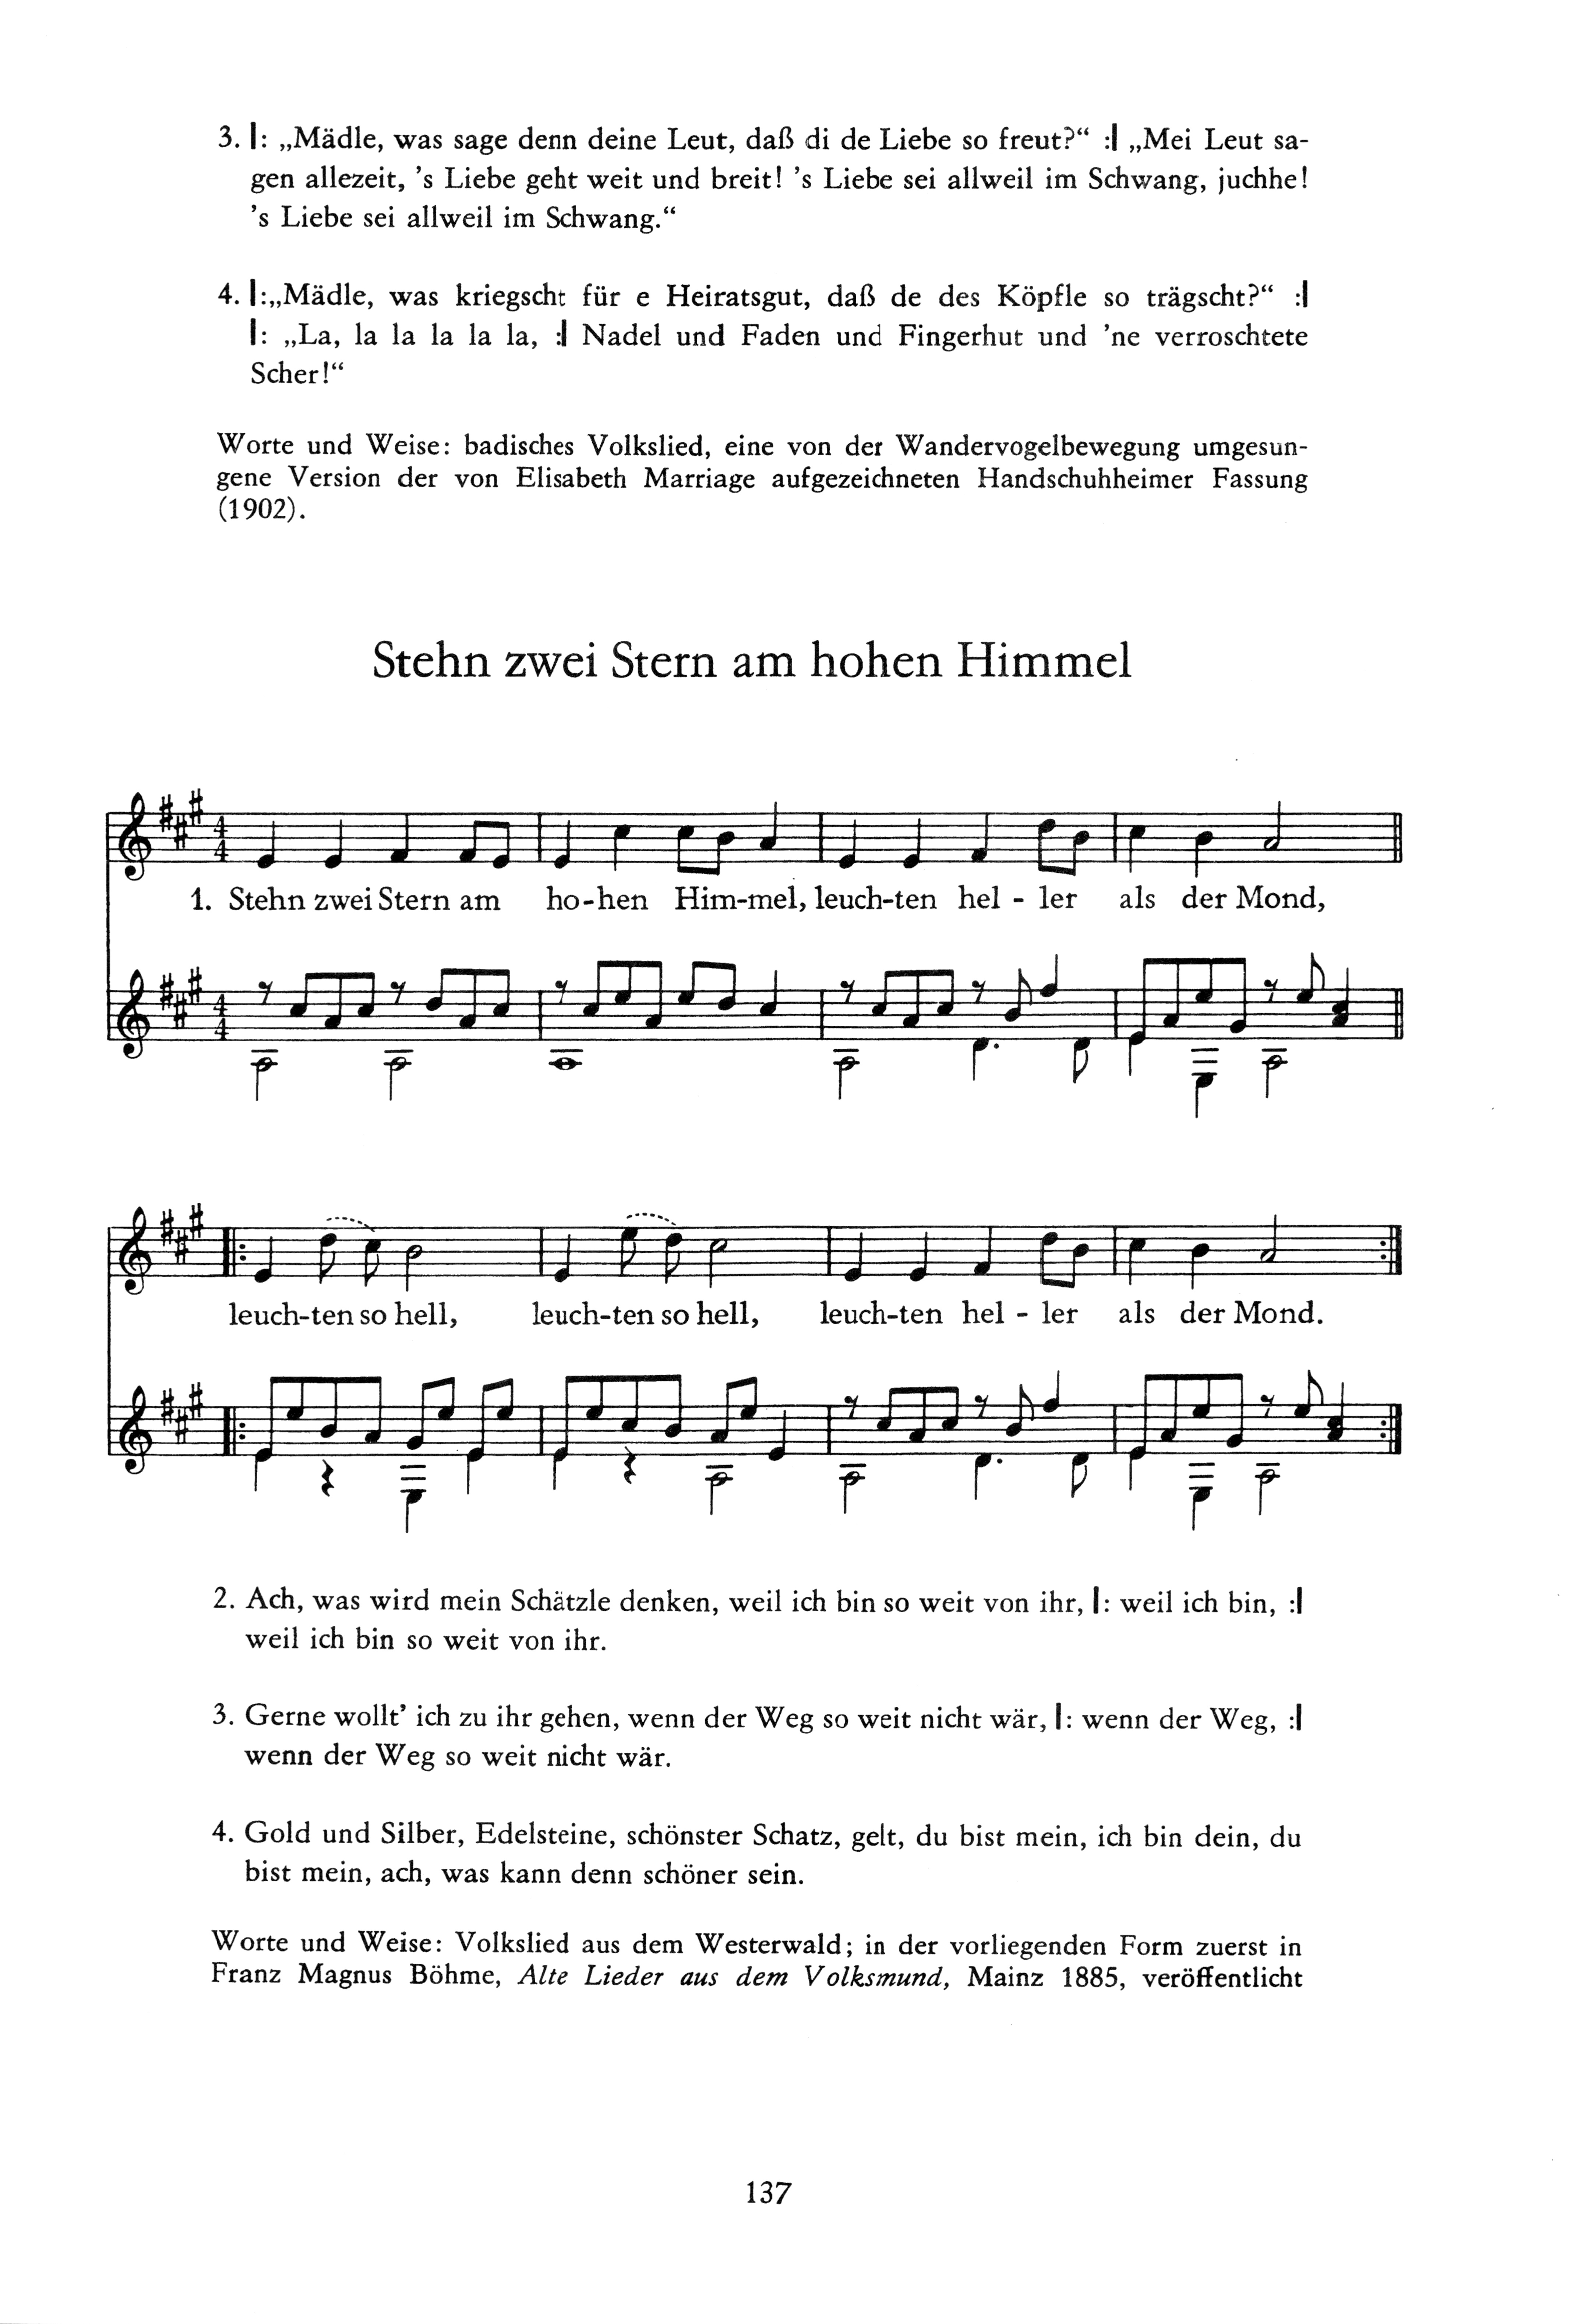 3. |: „Mädle, was sage denn deine Leut, daß di de Liebe so freut?“ :| „Mei Leut sa-
gen allezeit, ’s Liebe geht weit und breit! ’s Liebe sei allweil im Schwang, juchhe!
’s Liebe sei allweil im Schwang.“
4. |:„Mädle, was kriegscht für e Heiratsgut, daß de des Köpfle so trägscht?“ :|
|: „La, la la la la la, :| Nadel und Faden und Fingerhut und ’ne verroschtete
Scher!“
Worte und Weise: badisches Volkslied, eine von der Wandervogelbewegung umgesun-
gene Version der von Elisabeth Marriage aufgezeichneten Handschuhheimer Fassung
(1902).
Stehn zwei Stern am hohen Himmel
1. Stehn zwei Stern am ho-hen Him-mel, leuch-ten hel - ler als der Mond,
leuch-ten so hell, leuch-ten so hell, leuch-ten hel - ler als der Mond.
2. Ach, was wird mein Schätzle denken, weil ich bin so weit von ihr, |: weil ich bin, :|
weil ich bin so weit von ihr.
3. Gerne wollt’ ich zu ihr gehen, wenn der Weg so weit nicht wär, |: wenn der Weg, :|
wenn der Weg so weit nicht wär.
4. Gold und Silber, Edelsteine, schönster Schatz, gelt, du bist mein, ich bin dein, du
bist mein, ach, was kann denn schöner sein.
Worte und Weise: Volkslied aus dem Westerwald; in der vorliegenden Form zuerst in
Franz Magnus Böhme, Alte Lieder aus dem Volksmund, Mainz 1885, veröffentlicht
137